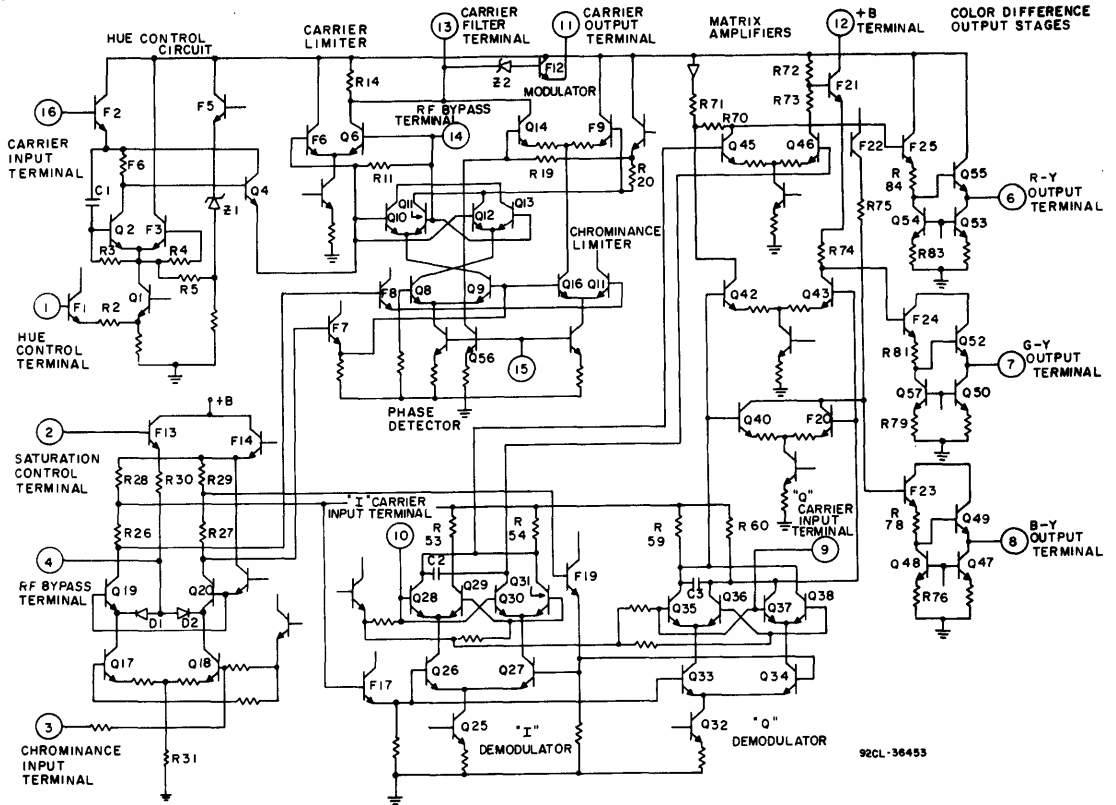 13
CARRIER
FILTER
TERMINAL
11
CARRIER
OUTPUT
TERMINAL
12
+B
TERMINAL
COLOR DIFFERENCE
OUTPUT STAGES
HUE CONTROL
CIRCUIT
CARRIER
LIMITER
MATRIX
AMPLIFIERS
16
CARRIER
INPUT
TERMINAL
F2
F5
F6
C1
Q4
Z1
Q2
F3
R3
R4
R5
1
HUE
CONTROL
TERMINAL
F1
R2
Q1
R14
F6
Q6
R11
Z2
F12
MODULATOR
RF BYPASS
TERMINAL
14
Q14
F9
R19
R
20
Q10
Q11
Q12
Q13
CHROMINANCE
LIMITER
F8
Q8
Q9
Q16
Q11
F7
Q56
15
PHASE
DETECTOR
R71
R70
Q45
Q46
R72
R73
F21
F22
R75
R74
Q42
Q43
Q40
F20
F25
R
84
Q55
Q54
Q53
R83
6
R-Y
OUTPUT
TERMINAL
F24
R81
Q52
Q57
Q50
R79
7
G-Y
OUTPUT
TERMINAL
F23
R
78
Q49
Q48
Q47
R76
8
B-Y
OUTPUT
TERMINAL
+B
2
SATURATION
CONTROL
TERMINAL
F13
F14
R28
R30
R29
R26
R27
4
RF BYPASS
TERMINAL
Q19
Q20
D1
D2
Q17
Q18
3
CHROMINANCE
INPUT
TERMINAL
R31
"I" CARRIER
INPUT TERMINAL
10
R
53
R
54
C2
Q28
Q29
Q30
Q31
F19
Q26
Q27
F17
Q25
"I"
DEMODULATOR
"Q"
CARRIER
INPUT
TERMINAL
9
R
59
R 60
C3
Q35
Q36
Q37
Q38
Q33
Q34
Q32
"Q"
DEMODULATOR
92CL-36453